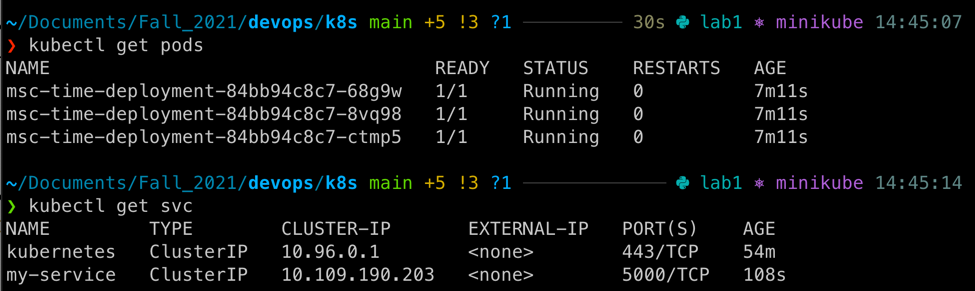 ~/Documents/Fall_2021/devops/k8s main +5 !3 ?1 30s lab1 ⎈ minikube 14:45:07
❯ kubectl get pods
NAME READY STATUS RESTARTS AGE
msc-time-deployment-84bb94c8c7-68g9w 1/1 Running 0 7m11s
msc-time-deployment-84bb94c8c7-8vq98 1/1 Running 0 7m11s
msc-time-deployment-84bb94c8c7-ctmp5 1/1 Running 0 7m11s
~/Documents/Fall_2021/devops/k8s main +5 !3 ?1 lab1 ⎈ minikube 14:45:14
❯ kubectl get svc
NAME TYPE CLUSTER-IP EXTERNAL-IP PORT(S) AGE
kubernetes ClusterIP 10.96.0.1 <none> 443/TCP 54m
my-service ClusterIP 10.109.190.203 <none> 5000/TCP 108s